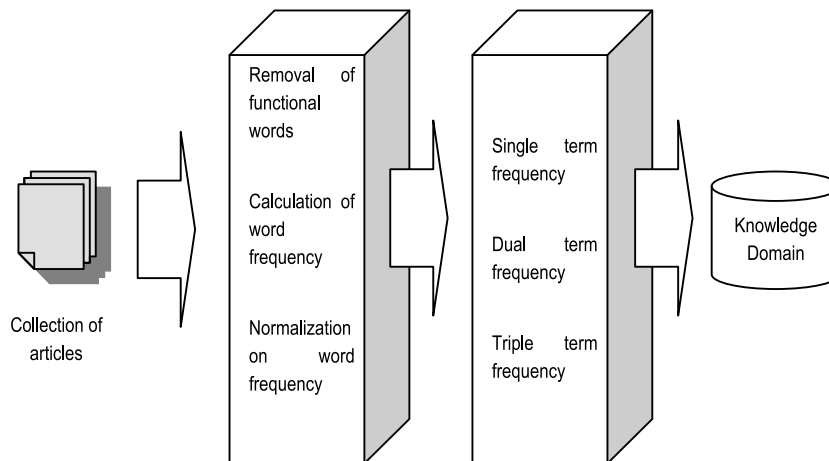 Collection of
articles
Removal of
functional
words
Calculation of
word
frequency
Normalization
on word
frequency
Single term
frequency
Dual term
frequency
Triple term
frequency
Knowledge
Domain